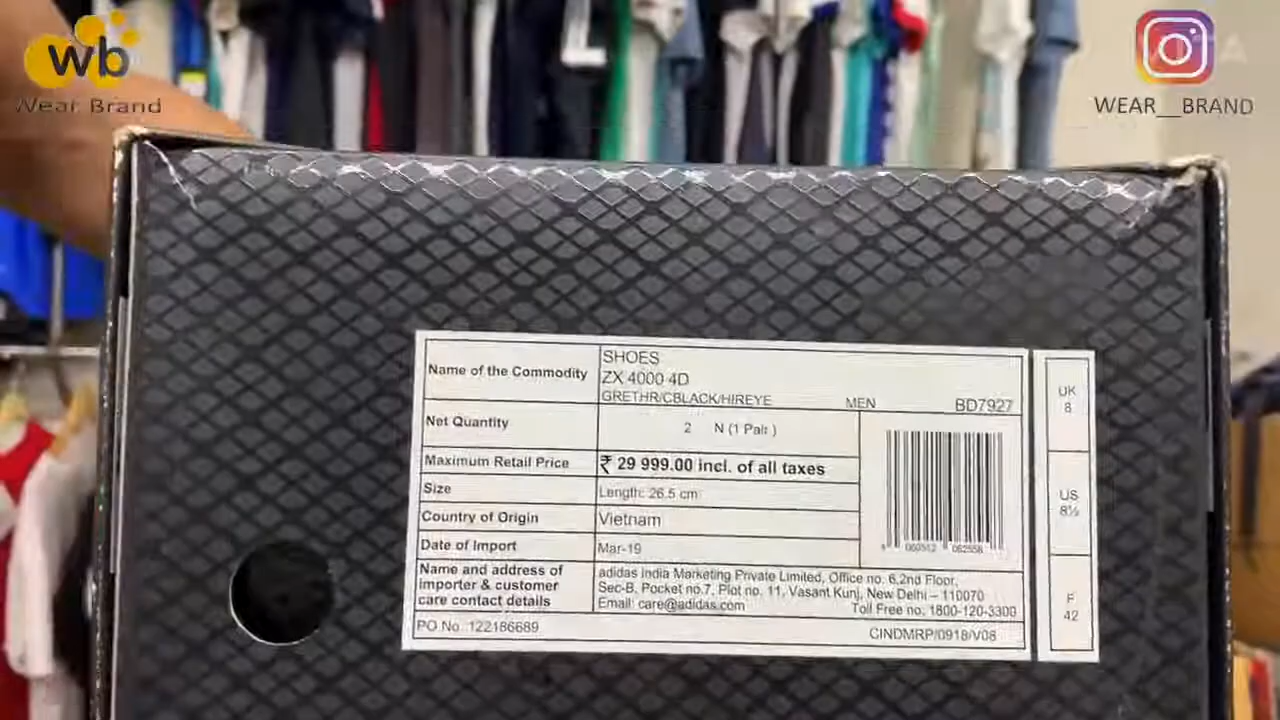 wb
Wear Brand
WEAR__BRAND
Name of the Commodity
SHOES
ZX 4000 4D
GRETHR/CBLACK/HIREYE MEN BD7927
Net Quantity 2 N (1 Pair)
Maximum Retail Price ₹ 29 999.00 incl. of all taxes
Size Length: 26.5 cm
Country of Origin Vietnam
Date of Import Mar-19
Name and address of
importer & customer
care contact details
adidas India Marketing Private Limited, Office no. 6,2nd Floor,
Sec-B, Pocket no.7, Plot no. 11, Vasant Kunj, New Delhi – 110070
Email: care@adidas.com Toll Free no. 1800-120-3300
PO No. 122186689 CINDMRP/0918/V08
UK
8
US
8½
F
42